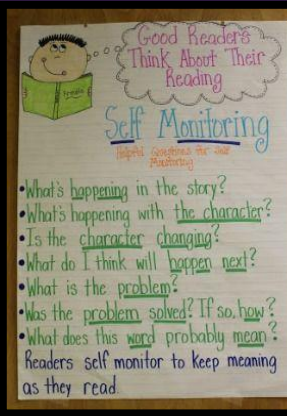 Good Readers
Think About Their
Reading
Self Monitoring
Helpful Questions for Self
Monitoring
•What's happening in the story?
•What's happening with the character?
•Is the character changing?
•What do I think will happen next?
•What is the problem?
•Was the problem solved? If so, how?
•What does this word probably mean?
Readers self monitor to keep meaning
as they read.